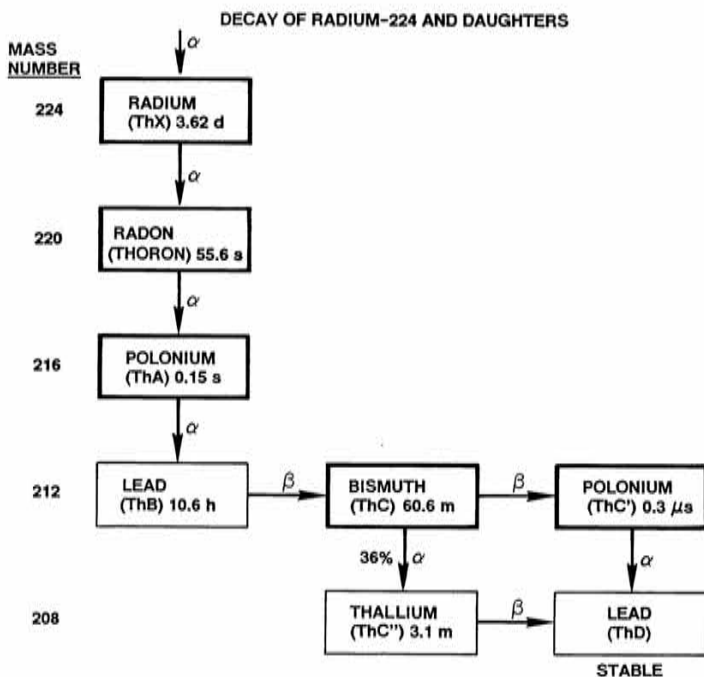 DECAY OF RADIUM-224 AND DAUGHTERS
MASS
NUMBER
α
224
RADIUM
(ThX) 3.62 d
α
220
RADON
(THORON) 55.6 s
α
216
POLONIUM
(ThA) 0.15 s
α
212
LEAD
(ThB) 10.6 h
β
BISMUTH
(ThC) 60.6 m
β
POLONIUM
(ThC') 0.3 μs
36% α
α
208
THALLIUM
(ThC'') 3.1 m
β
LEAD
(ThD)
STABLE